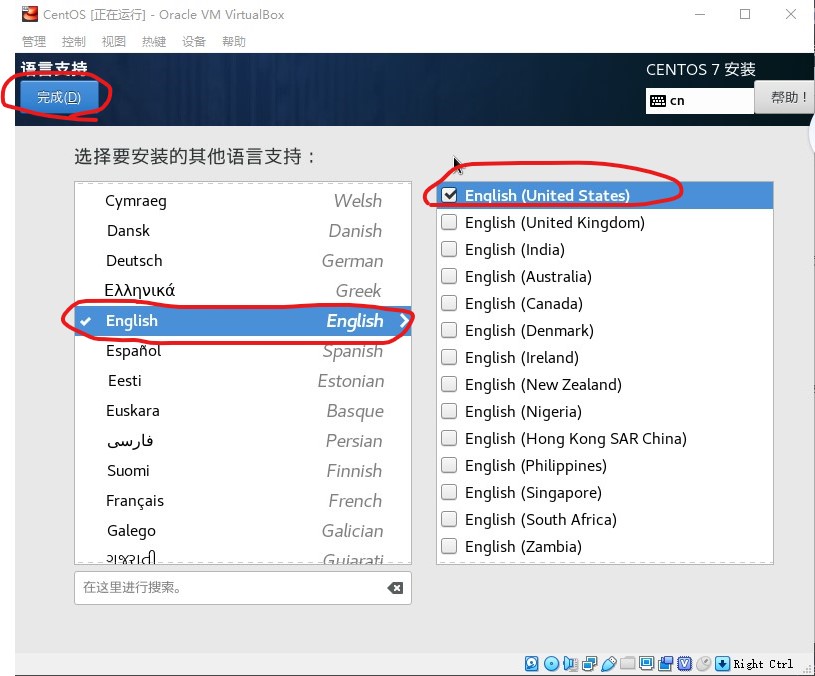 CentOS [正在运行] - Oracle VM VirtualBox
管理 控制 视图 热键 设备 帮助
语言支持
CENTOS 7 安装
完成(D)
cn
帮助！
选择要安装的其他语言支持：
Cymraeg Welsh
Dansk Danish
Deutsch German
Ελληνικά Greek
English English
Español Spanish
Eesti Estonian
Euskara Basque
فارسی Persian
Suomi Finnish
Français French
Galego Galician
ગુજરાતી Gujarati
English (United States)
English (United Kingdom)
English (India)
English (Australia)
English (Canada)
English (Denmark)
English (Ireland)
English (New Zealand)
English (Nigeria)
English (Hong Kong SAR China)
English (Philippines)
English (Singapore)
English (South Africa)
English (Zambia)
在这里进行搜索。
Right Ctrl